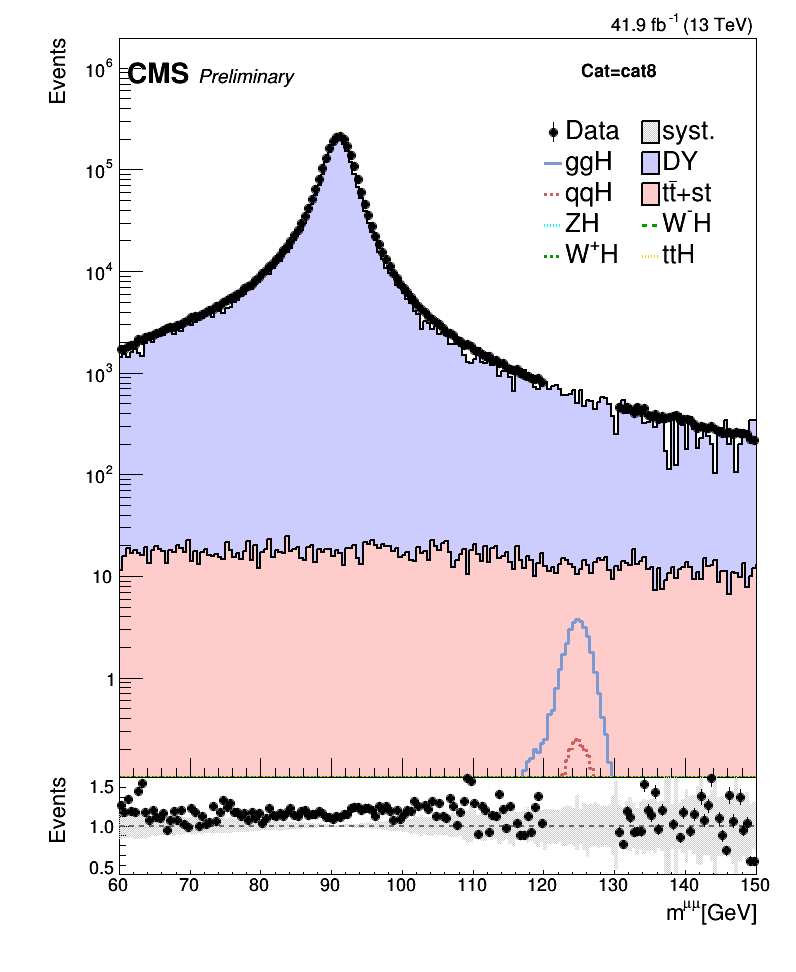 41.9 fb⁻¹ (13 TeV)
CMS Preliminary
Cat=cat8
Events
10⁶
10⁵
10⁴
10³
10²
10
1
Data
syst.
ggH
DY
qqH
tt̄+st
ZH
W⁻H
W⁺H
ttH
Events
1.5
1.0
0.5
60 70 80 90 100 110 120 130 140 150
m^μμ[GeV]